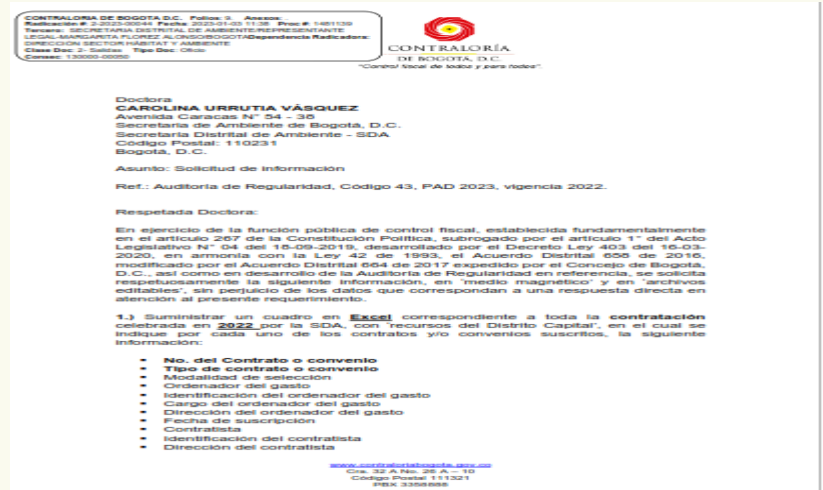 CONTRALORIA DE BOGOTA D.C. Folios: 9. Anexos:
Radicación #: 2-2023-00044 Fecha: 2023-01-03 11:38 Proc #: 1461139
Tercero: SECRETARIA DISTRITAL DE AMBIENTE/REPRESENTANTE
LEGAL-MARGARITA FLOREZ ALONSO/BOGOTADependencia Radicadora:
DIRECCIÓN SECTOR HÁBITAT Y AMBIENTE
Clase Doc: 2- Salidas Tipo Doc: Oficio
Consec: 130000-00050
CONTRALORÍA
DE BOGOTÁ, D.C.
"Control fiscal de todos y para todos".
Doctora
CAROLINA URRUTIA VÁSQUEZ
Avenida Caracas N° 54 - 38
Secretaria de Ambiente de Bogotá, D.C.
Secretaría Distrital de Ambiente - SDA
Código Postal: 110231
Bogotá, D.C.
Asunto: Solicitud de información
Ref.: Auditoría de Regularidad, Código 43, PAD 2023, vigencia 2022.
Respetada Doctora:
En ejercicio de la función pública de control fiscal, establecida fundamentalmente
en el artículo 267 de la Constitución Política, subrogado por el artículo 1° del Acto
Legislativo N° 04 del 18-09-2019, desarrollado por el Decreto Ley 403 del 16-03-
2020, en armonía con la Ley 42 de 1993, el Acuerdo Distrital 658 de 2016,
modificado por el Acuerdo Distrital 664 de 2017 expedido por el Concejo de Bogotá,
D.C., así como en desarrollo de la Auditoría de Regularidad en referencia, se solicita
respetuosamente la siguiente información, en 'medio magnético' y en 'archivos
editables', sin perjuicio de los datos que correspondan a una respuesta directa en
atención al presente requerimiento.
1.) Suministrar un cuadro en Excel correspondiente a toda la contratación
celebrada en 2022 por la SDA, con 'recursos del Distrito Capital', en el cual se
indique por cada uno de los contratos y/o convenios suscritos, la siguiente
información:
• No. del Contrato o convenio
• Tipo de contrato o convenio
• Modalidad de selección
• Ordenador del gasto
• Identificación del ordenador del gasto
• Cargo del ordenador del gasto
• Dirección del ordenador del gasto
• Fecha de suscripción
• Contratista
• Identificación del contratista
• Dirección del contratista
www.contraloriabogota.gov.co
Cra. 32 A No. 26 A – 10
Código Postal 111321
PBX 3358888